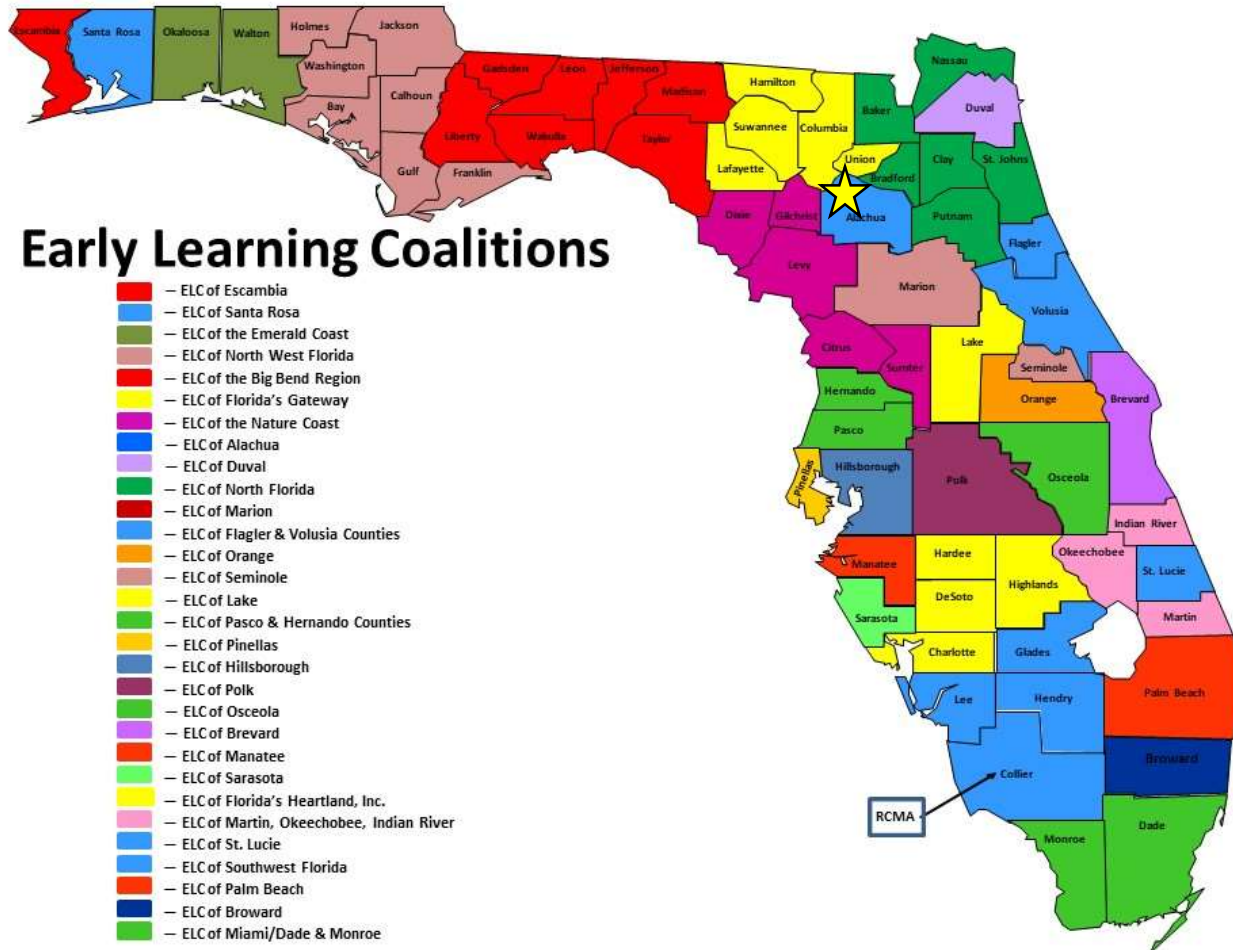 Escambia
Santa Rosa
Okaloosa
Walton
Holmes
Jackson
Washington
Bay
Calhoun
Gulf
Franklin
Gadsden
Liberty
Leon
Wakulla
Jefferson
Madison
Taylor
Hamilton
Suwannee
Lafayette
Columbia
Baker
Nassau
Duval
Union
Bradford
Clay
St. Johns
Dixie
Gilchrist
Alachua
Putnam
Flagler
Levy
Marion
Volusia
Citrus
Sumter
Lake
Seminole
Orange
Brevard
Hernando
Pasco
Pinellas
Hillsborough
Polk
Osceola
Indian River
Manatee
Hardee
Highlands
Okeechobee
St. Lucie
DeSoto
Sarasota
Martin
Charlotte
Glades
Lee
Hendry
Palm Beach
Collier
Broward
RCMA
Monroe
Dade
Early Learning Coalitions
– ELC of Escambia
– ELC of Santa Rosa
– ELC of the Emerald Coast
– ELC of North West Florida
– ELC of the Big Bend Region
– ELC of Florida's Gateway
– ELC of the Nature Coast
– ELC of Alachua
– ELC of Duval
– ELC of North Florida
– ELC of Marion
– ELC of Flagler & Volusia Counties
– ELC of Orange
– ELC of Seminole
– ELC of Lake
– ELC of Pasco & Hernando Counties
– ELC of Pinellas
– ELC of Hillsborough
– ELC of Polk
– ELC of Osceola
– ELC of Brevard
– ELC of Manatee
– ELC of Sarasota
– ELC of Florida's Heartland, Inc.
– ELC of Martin, Okeechobee, Indian River
– ELC of St. Lucie
– ELC of Southwest Florida
– ELC of Palm Beach
– ELC of Broward
– ELC of Miami/Dade & Monroe